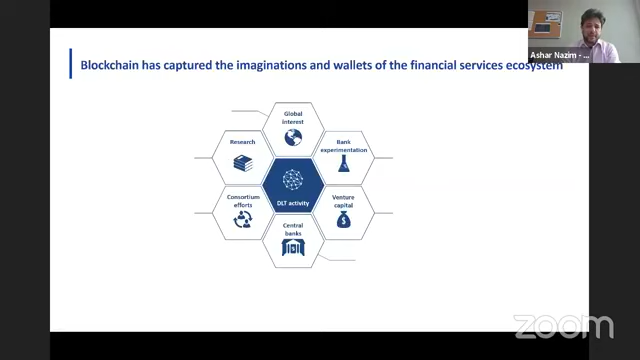 Ashar Nazim - ...
Blockchain has captured the imaginations and wallets of the financial services ecosystem
Global
interest
Research
Bank
experimentation
DLT activity
Consortium
efforts
Venture
capital
$
Central
banks
zoom